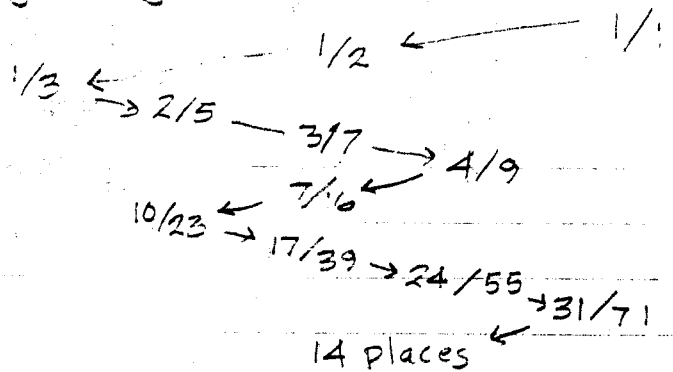 1/2 ← 1/1
1/3 ← → 2/5 — 3/7 → 4/9
10/23 ← 7/16 ←
→ 17/39 → 24/55 → 31/71
14 places ←